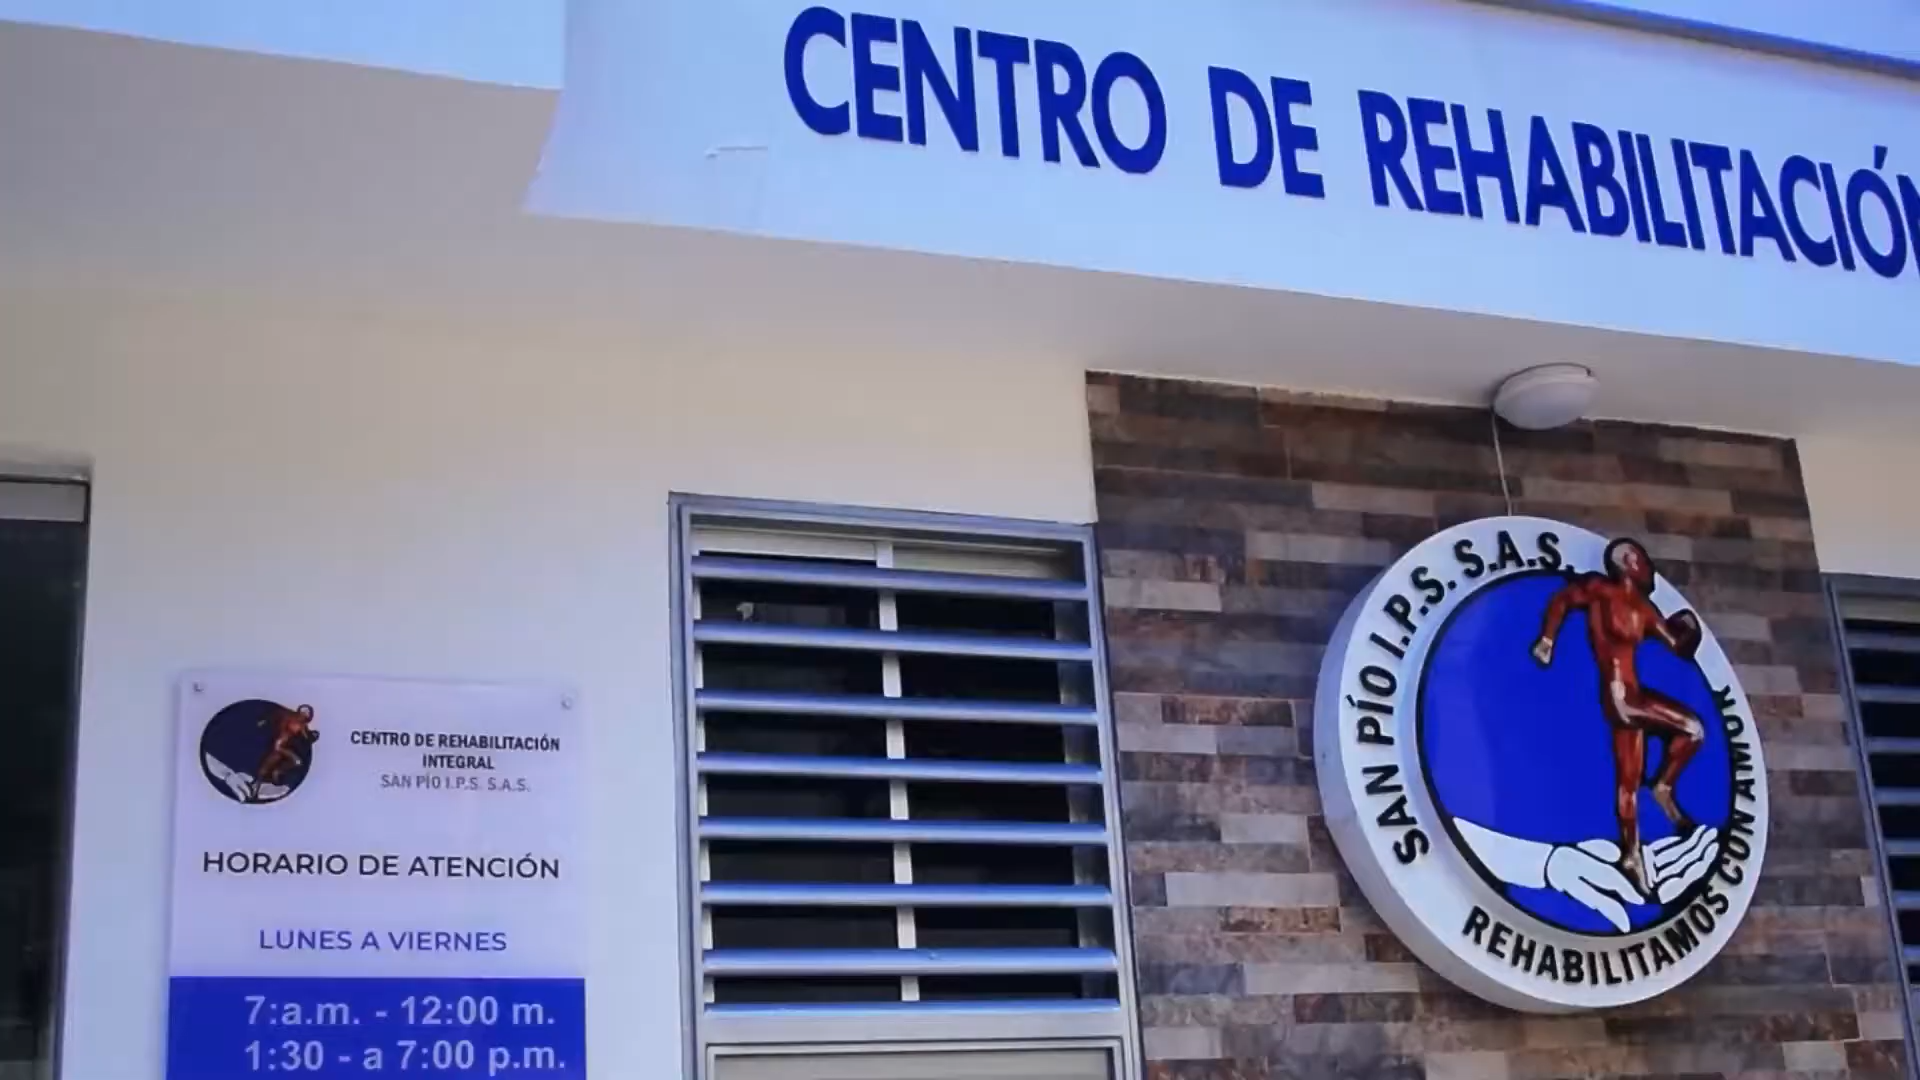 CENTRO DE REHABILITACIÓN
SAN PÍO I.P.S. S.A.S.
REHABILITAMOS CON AMOR
CENTRO DE REHABILITACIÓN
INTEGRAL
SAN PÍO I.P.S. S.A.S.
HORARIO DE ATENCIÓN
LUNES A VIERNES
7:a.m. - 12:00 m.
1:30 - a 7:00 p.m.